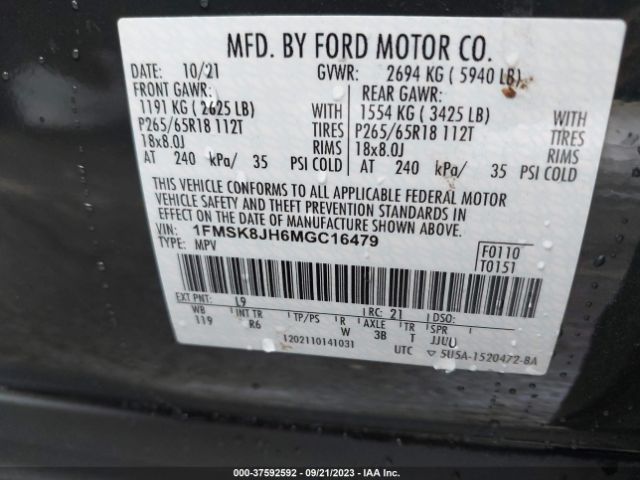 MFD. BY FORD MOTOR CO.
DATE: 10/21 GVWR: 2694 KG ( 5940 LB)
FRONT GAWR: REAR GAWR:
1191 KG ( 2625 LB) WITH 1554 KG ( 3425 LB) WITH
P265/65R18 112T TIRES P265/65R18 112T TIRES
18x8.0J RIMS 18x8.0J RIMS
AT 240 kPa/ 35 PSI COLD AT 240 kPa/ 35 PSI COLD
THIS VEHICLE CONFORMS TO ALL APPLICABLE FEDERAL MOTOR
VEHICLE SAFETY AND THEFT PREVENTION STANDARDS IN
EFFECT ON THE DATE OF MANUFACTURE SHOWN ABOVE.
VIN: 1FMSK8JH6MGC16479
TYPE: MPV
F0110
T0151
EXT PNT: J9 RC: 21 DSO:
WB INT TR TP/PS R AXLE TR SPR
119 R6 W 3B T JJUU
1202110141031 UTC ▽ 5U5A-1520472-BA
000-37592592 - 09/21/2023 - IAA Inc.